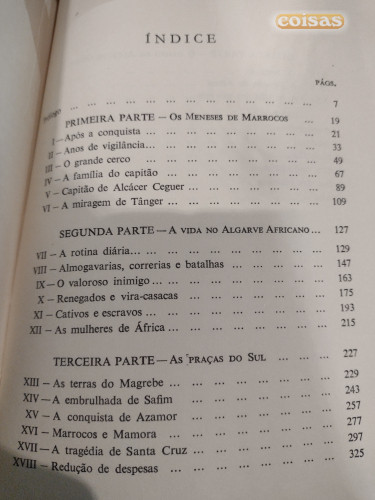 coisas
ÍNDICE
PÁGS.
Prólogo ... ... ... ... ... ... ... ... ... ... 7
PRIMEIRA PARTE — OS MENESES DE MARROCOS ... 19
I — Após a conquista ... ... ... ... ... ... 21
II — Anos de vigilância... ... ... ... ... ... 33
III — O grande cerco ... ... ... ... ... ... 49
IV — A família do capitão ... ... ... ... ... 67
V — Capitão de Alcácer Ceguer ... ... ... ... 89
VI — A miragem de Tânger ... ... ... ... ... 109
SEGUNDA PARTE — A VIDA NO ALGARVE AFRICANO ... 127
VII — A rotina diária... ... ... ... ... ... ... 129
VIII — Almogavarias, correrias e batalhas ... ... ... 147
IX — O valoroso inimigo ... ... ... ... ... 163
X — Renegados e vira-casacas ... ... ... ... 175
XI — Cativos e escravos ... ... ... ... ... 193
XII — As mulheres de África ... ... ... ... ... 215
TERCEIRA PARTE — AS PRAÇAS DO SUL ... ... ... 227
XIII — As terras do Magrebe ... ... ... ... ... 229
XIV — A embrulhada de Safim ... ... ... ... 243
XV — A conquista de Azamor ... ... ... ... 257
XVI — Marrocos e Mamora ... ... ... ... ... 277
XVII — A tragédia de Santa Cruz ... ... ... ... 297
XVIII — Redução de despesas ... ... ... ... ... 325